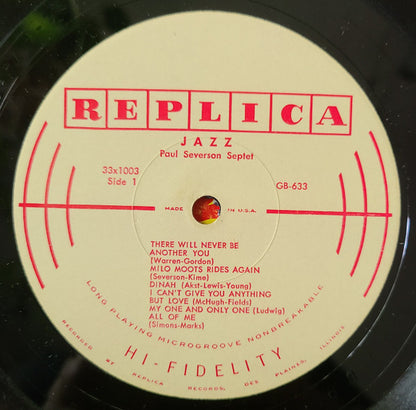 REPLICA
JAZZ
Paul Severson Septet
33x1003
Side 1
GB-633
MADE IN U.S.A.
THERE WILL NEVER BE
ANOTHER YOU
(Warren-Gordon)
MILO MOOTS RIDES AGAIN
(Severson-Kime)
DINAH (Akst-Lewis-Young)
I CAN'T GIVE YOU ANYTHING
BUT LOVE (McHugh-Fields)
MY ONE AND ONLY ONE (Ludwig)
ALL OF ME
(Simons-Marks)
LONG PLAYING MICROGROOVE NONBREAKABLE
HI-FIDELITY
RECORDED BY REPLICA RECORDS, DES PLAINES, ILLINOIS